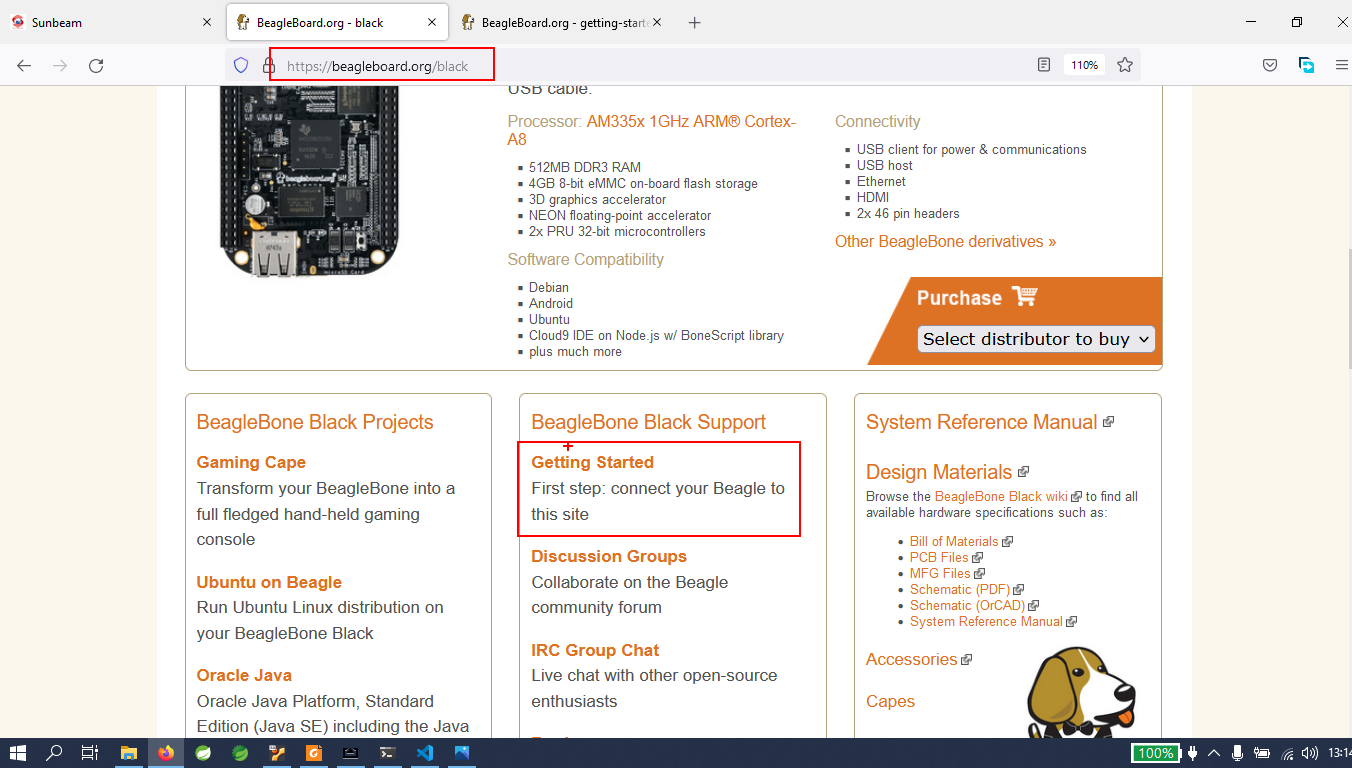 Sunbeam
BeagleBoard.org - black
BeagleBoard.org - getting-starte
https://beagleboard.org/black
110%
USB cable.
Processor: AM335x 1GHz ARM® Cortex-
A8
512MB DDR3 RAM
4GB 8-bit eMMC on-board flash storage
3D graphics accelerator
NEON floating-point accelerator
2x PRU 32-bit microcontrollers
Software Compatibility
Debian
Android
Ubuntu
Cloud9 IDE on Node.js w/ BoneScript library
plus much more
Connectivity
USB client for power & communications
USB host
Ethernet
HDMI
2x 46 pin headers
Other BeagleBone derivatives »
Purchase
Select distributor to buy
BeagleBone Black Projects
Gaming Cape
Transform your BeagleBone into a
full fledged hand-held gaming
console
Ubuntu on Beagle
Run Ubuntu Linux distribution on
your BeagleBone Black
Oracle Java
Oracle Java Platform, Standard
Edition (Java SE) including the Java
BeagleBone Black Support
Getting Started
First step: connect your Beagle to
this site
Discussion Groups
Collaborate on the Beagle
community forum
IRC Group Chat
Live chat with other open-source
enthusiasts
System Reference Manual
Design Materials
Browse the BeagleBone Black wiki to find all
available hardware specifications such as:
Bill of Materials
PCB Files
MFG Files
Schematic (PDF)
Schematic (OrCAD)
System Reference Manual
Accessories
Capes
100%
13:14